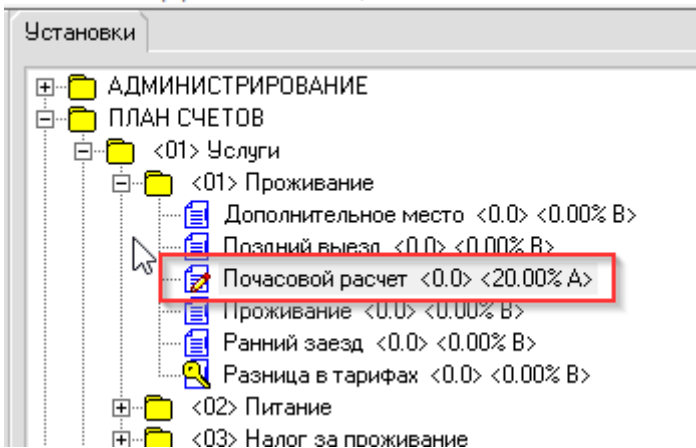 Установки
АДМИНИСТРИРОВАНИЕ
ПЛАН СЧЕТОВ
<01> Услуги
<01> Проживание
Дополнительное место <0.0> <0.00% B>
Поздний выезд <0.0> <0.00% B>
Почасовой расчет <0.0> <20.00% A>
Проживание <0.0> <0.00% B>
Ранний заезд <0.0> <0.00% B>
Разница в тарифах <0.0> <0.00% B>
<02> Питание
<03> Налог за проживание